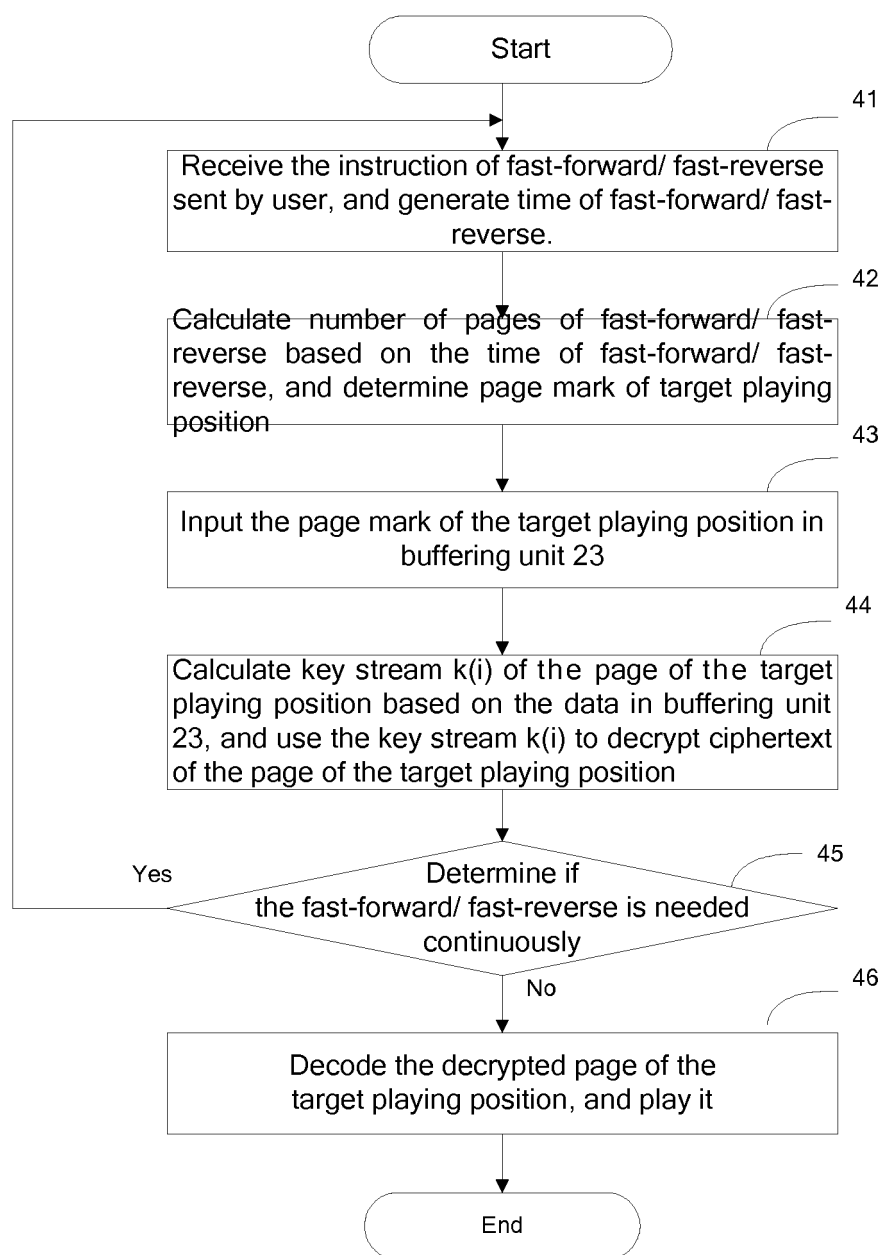 Start
41
Receive the instruction of fast-forward/ fast-reverse
sent by user, and generate time of fast-forward/ fast-
reverse.
42
Calculate number of pages of fast-forward/ fast-
reverse based on the time of fast-forward/ fast-
reverse, and determine page mark of target playing
position
43
Input the page mark of the target playing position in
buffering unit 23
44
Calculate key stream k(i) of the page of the target
playing position based on the data in buffering unit
23, and use the key stream k(i) to decrypt ciphertext
of the page of the target playing position
45
Yes
Determine if
the fast-forward/ fast-reverse is needed
continuously
No
46
Decode the decrypted page of the
target playing position, and play it
End